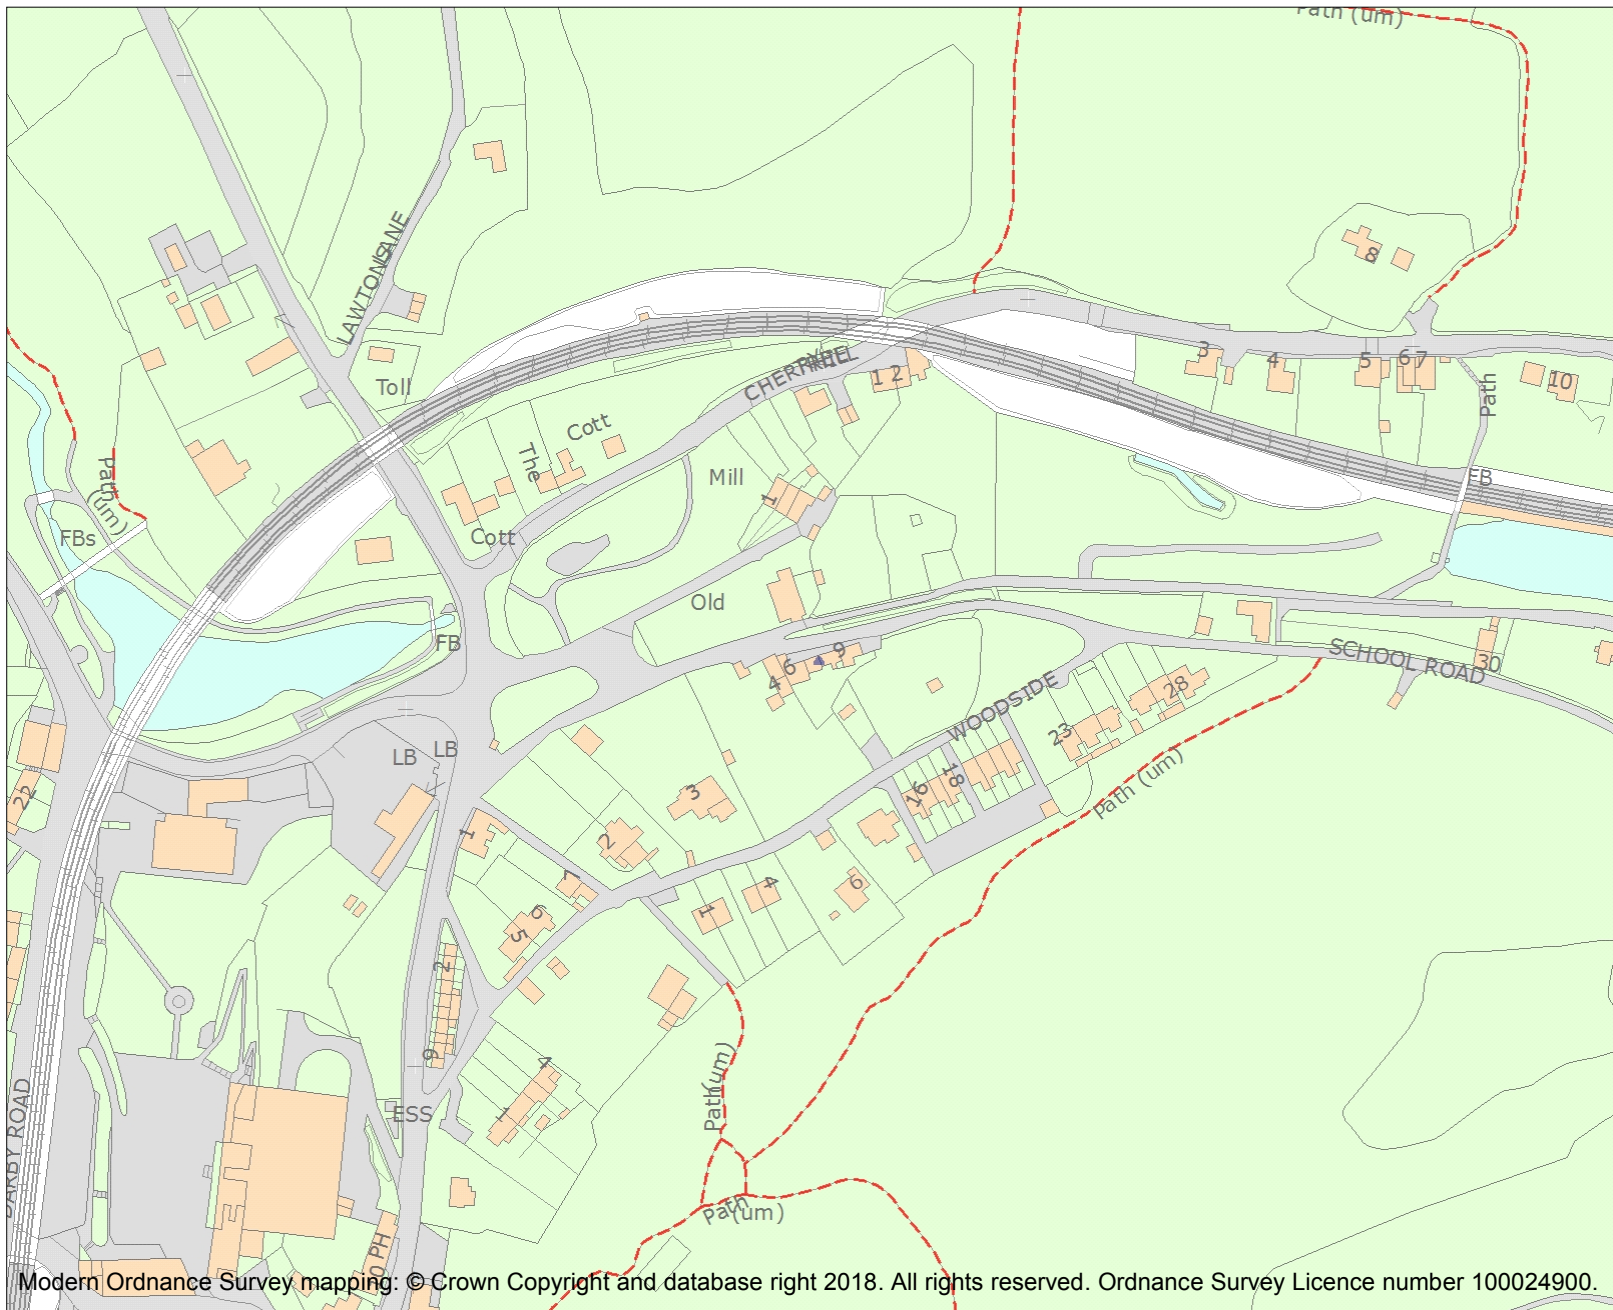 Path (um)
LAWTONS LANE
8
Toll
CHERRY TREE HILL
1 2
3
4
5
6 7
10
Path
The
Cott
Mill
1
FB
Path (um)
FBs
Cott
Old
FB
9
6
4
SCHOOL ROAD
30
WOODSIDE
28
23
LB
LB
22
16
18
3
2
1
7
Path (um)
6
5
1
4
6
2
9
Path (um)
4
1
ESS
DARBY ROAD
Path (um)
PH
Modern Ordnance Survey mapping: © Crown Copyright and database right 2018. All rights reserved. Ordnance Survey Licence number 100024900.